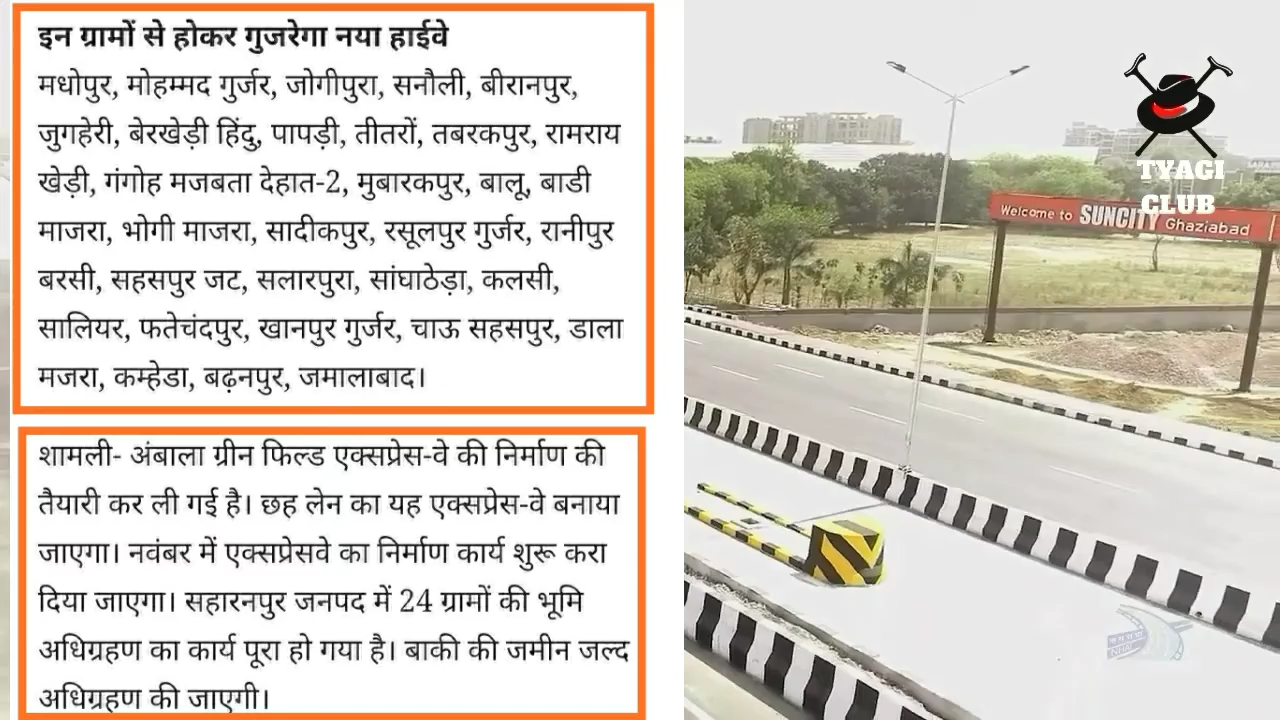 इन ग्रामों से होकर गुजरेगा नया हाईवे
मधोपुर, मोहम्मद गुर्जर, जोगीपुरा, सनौली, बीरानपुर,
जुगहेरी, बेरखेड़ी हिंदु, पापड़ी, तीतरों, तबरकपुर, रामराय
खेड़ी, गंगोह मजबता देहात-2, मुबारकपुर, बालू, बाडी
माजरा, भोगी माजरा, सादीकपुर, रसूलपुर गुर्जर, रानीपुर
बरसी, सहसपुर जट, सलारपुरा, सांघाठेड़ा, कलसी,
सालियर, फतेचंदपुर, खानपुर गुर्जर, चाऊ सहसपुर, डाला
मजरा, कम्हेडा, बढ़नपुर, जमालाबाद।
शामली- अंबाला ग्रीन फिल्ड एक्सप्रेस-वे की निर्माण की
तैयारी कर ली गई है। छह लेन का यह एक्सप्रेस-वे बनाया
जाएगा। नवंबर में एक्सप्रेसवे का निर्माण कार्य शुरू करा
दिया जाएगा। सहारनपुर जनपद में 24 ग्रामों की भूमि
अधिग्रहण का कार्य पूरा हो गया है। बाकी की जमीन जल्द
अधिग्रहण की जाएगी।
TYAGI
CLUB
Welcome to SUNCITY Ghaziabad
NHAI